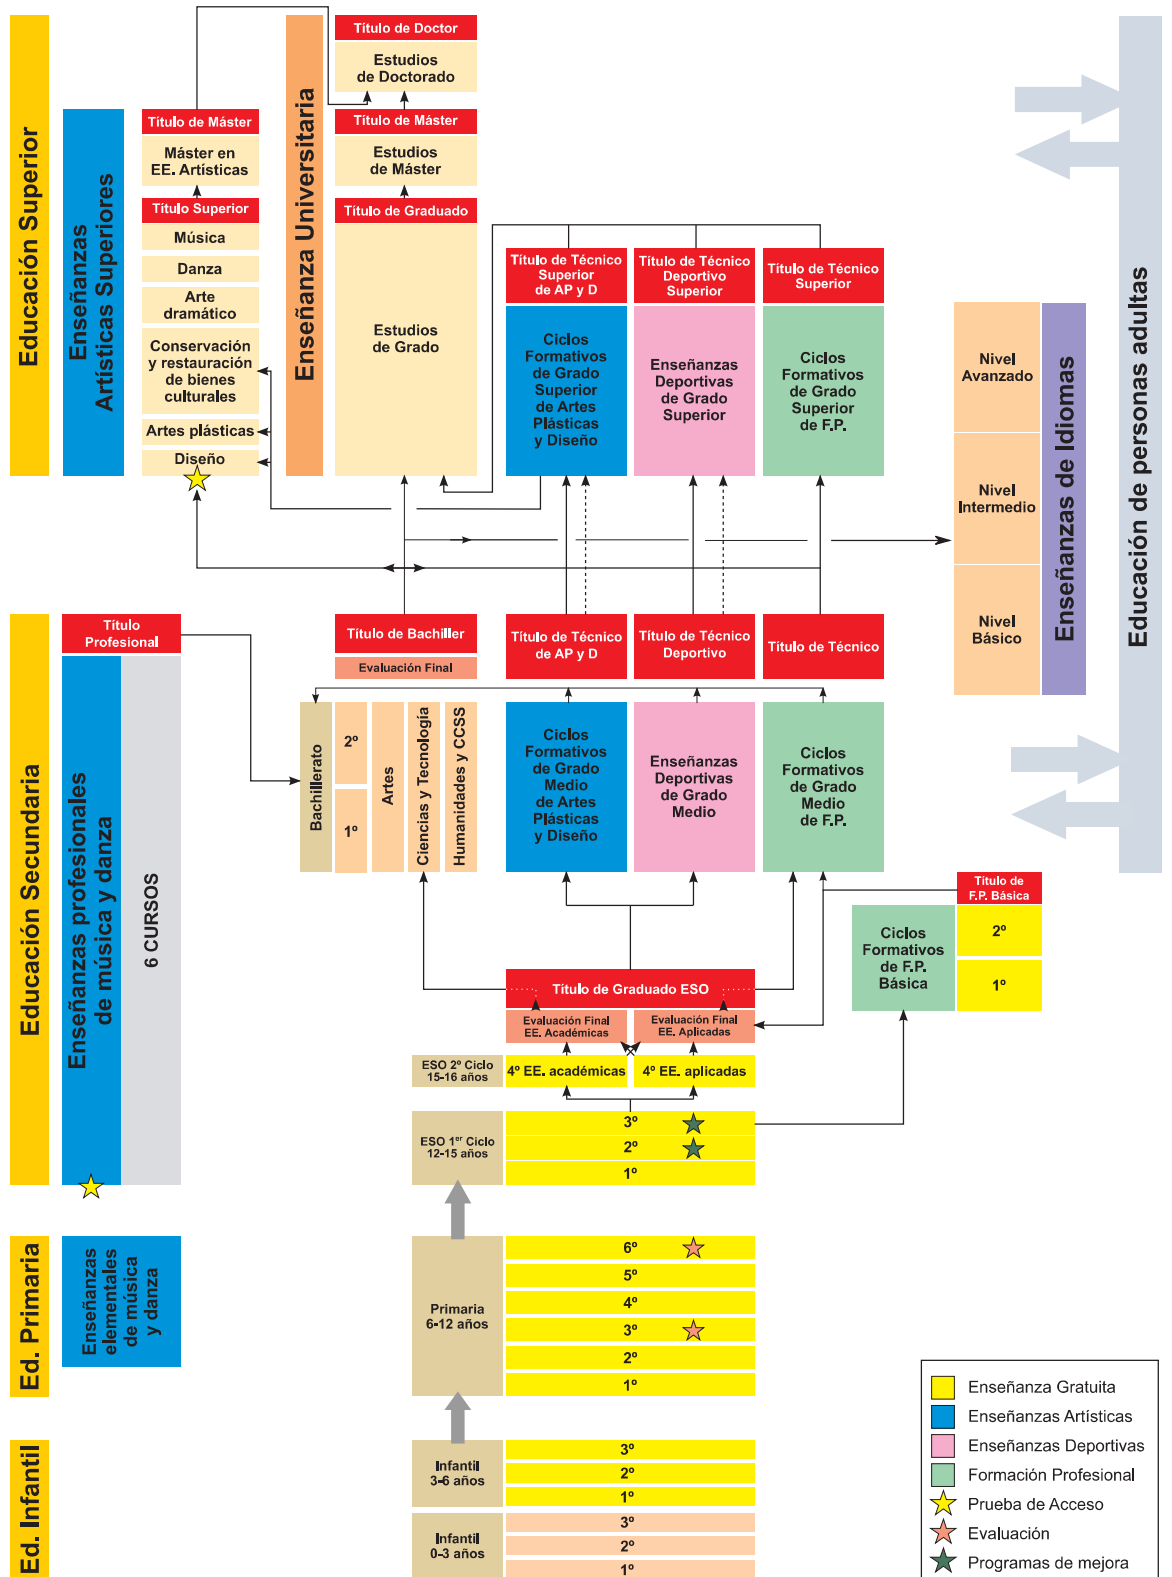 Educación Superior
Enseñanzas
Artísticas Superiores
Título de Máster
Máster en
EE. Artísticas
Título Superior
Música
Danza
Arte
dramático
Conservación
y restauración
de bienes
culturales
Artes plásticas
Diseño
Enseñanza Universitaria
Título de Doctor
Estudios
de Doctorado
Título de Máster
Estudios
de Máster
Título de Graduado
Estudios
de Grado
Título de Técnico
Superior
de AP y D
Ciclos
Formativos
de Grado
Superior
de Artes
Plásticas
y Diseño
Título de Técnico
Deportivo
Superior
Enseñanzas
Deportivas
de Grado
Superior
Título de Técnico
Superior
Ciclos
Formativos
de Grado
Superior
de F.P.
Nivel
Avanzado
Nivel
Intermedio
Nivel
Básico
Enseñanzas de Idiomas
Educación de personas adultas
Educación Secundaria
Título
Profesional
Enseñanzas profesionales
de música y danza
6 CURSOS
Título de Bachiller
Evaluación Final
Bachillerato
2º
1º
Artes
Ciencias y Tecnología
Humanidades y CCSS
Título de Técnico
de AP y D
Ciclos
Formativos
de Grado
Medio
de Artes
Plásticas
y Diseño
Título de Técnico
Deportivo
Enseñanzas
Deportivas
de Grado
Medio
Título de Técnico
Ciclos
Formativos
de Grado
Medio
de F.P.
Título de
F.P. Básica
Ciclos
Formativos
de F.P.
Básica
2º
1º
Título de Graduado ESO
Evaluación Final
EE. Académicas
Evaluación Final
EE. Aplicadas
ESO 2º Ciclo
15-16 años
4º EE. académicas
4º EE. aplicadas
ESO 1er Ciclo
12-15 años
3º
2º
1º
Ed. Primaria
Enseñanzas
elementales
de música
y danza
Primaria
6-12 años
6º
5º
4º
3º
2º
1º
Ed. Infantil
Infantil
3-6 años
3º
2º
1º
Infantil
0-3 años
3º
2º
1º
Enseñanza Gratuita
Enseñanzas Artísticas
Enseñanzas Deportivas
Formación Profesional
Prueba de Acceso
Evaluación
Programas de mejora